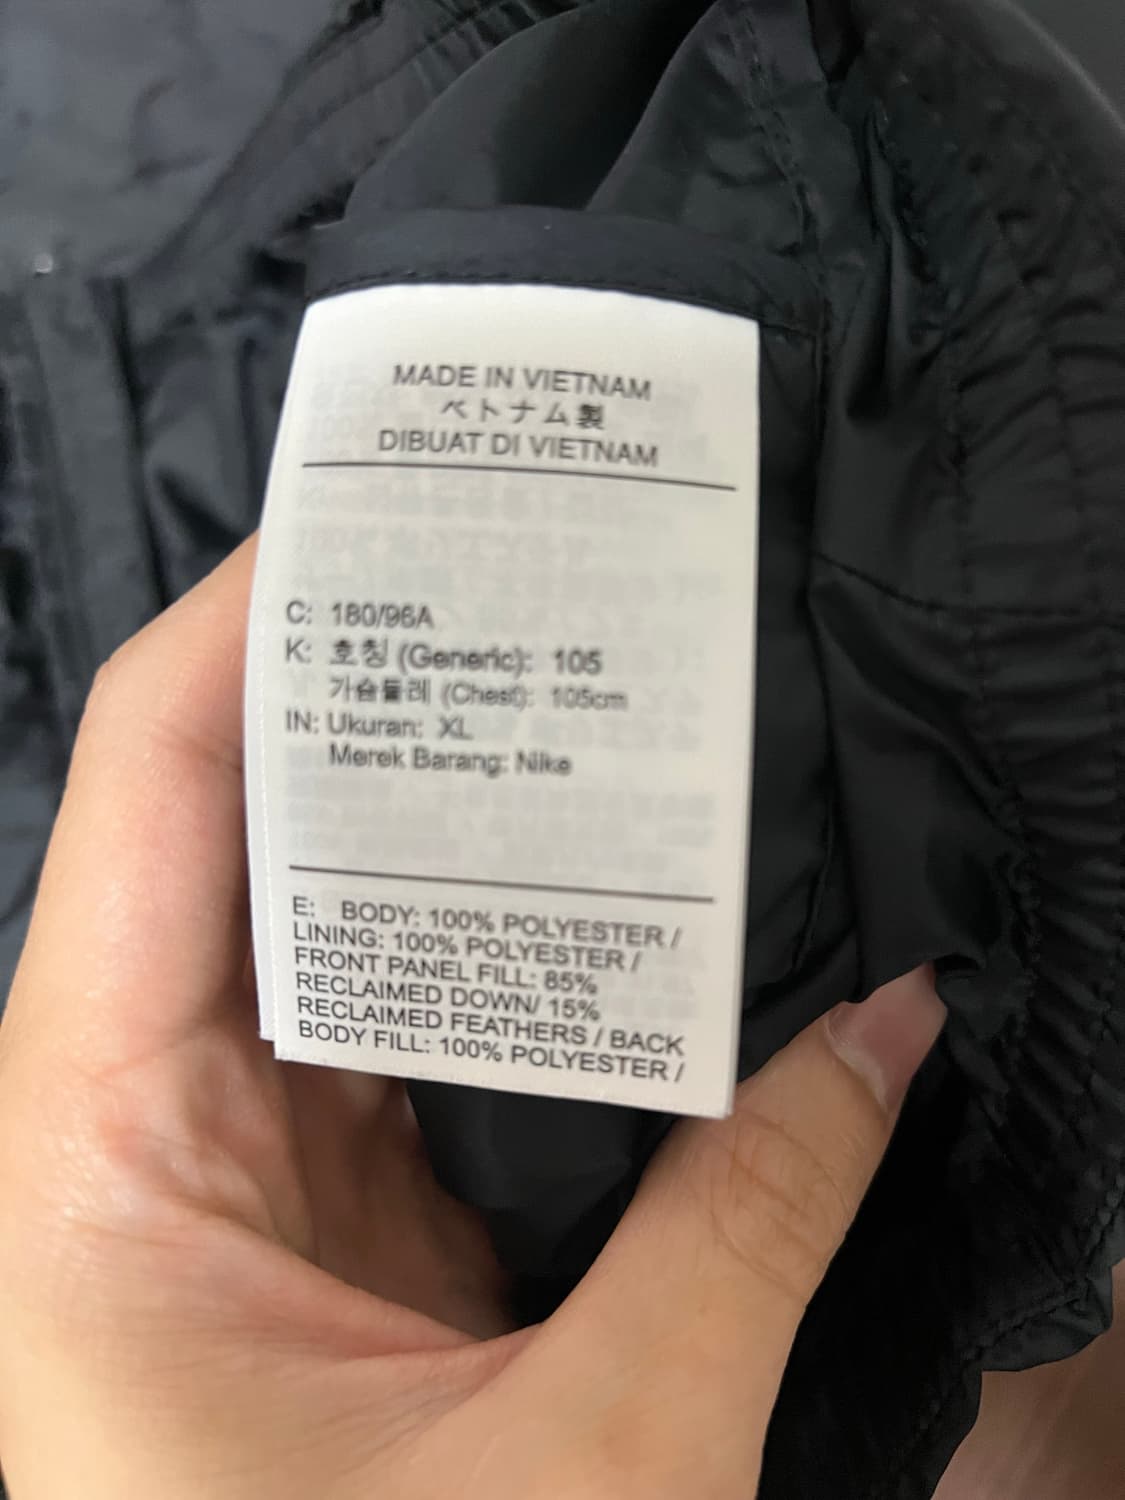 MADE IN VIETNAM
ベトナム製
DIBUAT DI VIETNAM
C: 180/96A
K: 호칭 (Generic): 105
가슴둘레 (Chest): 105cm
IN: Ukuran: XL
Merek Barang: Nike
E: BODY: 100% POLYESTER /
LINING: 100% POLYESTER /
FRONT PANEL FILL: 85%
RECLAIMED DOWN/ 15%
RECLAIMED FEATHERS / BACK
BODY FILL: 100% POLYESTER /